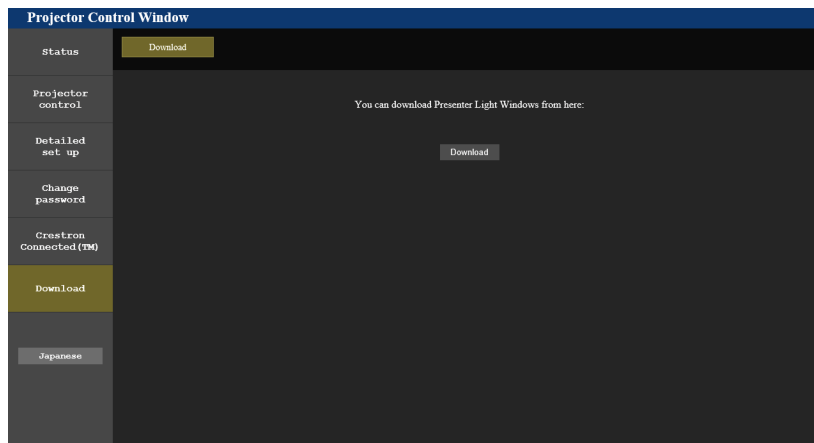 Projector Control Window
Status
Download
Projector
control
You can download Presenter Light Windows from here:
Detailed
set up
Download
Change
password
Crestron
Connected(TM)
Download
Japanese